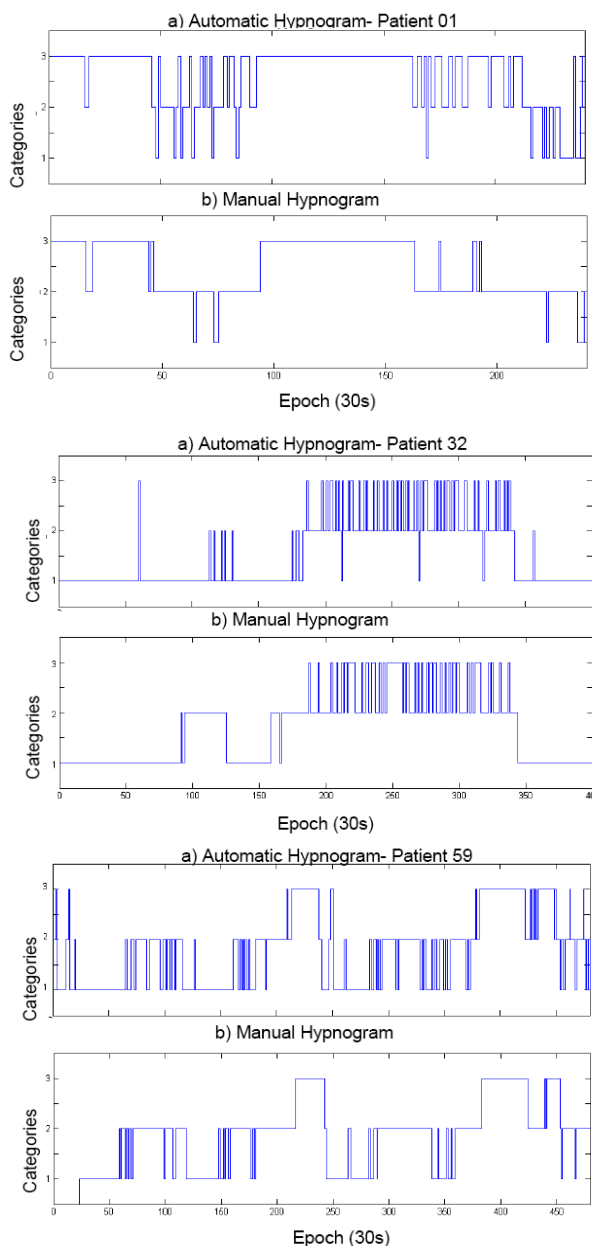 a) Automatic Hypnogram- Patient 01
Categories
3
2
1
b) Manual Hypnogram
Categories
3
2
1
0 50 100 150 200
Epoch (30s)
a) Automatic Hypnogram- Patient 32
Categories
3
2
1
b) Manual Hypnogram
Categories
3
2
1
0 50 100 150 200 250 300 350 400
Epoch (30s)
a) Automatic Hypnogram- Patient 59
Categories
3
2
1
b) Manual Hypnogram
Categories
3
2
1
0 50 100 150 200 250 300 350 400 450
Epoch (30s)